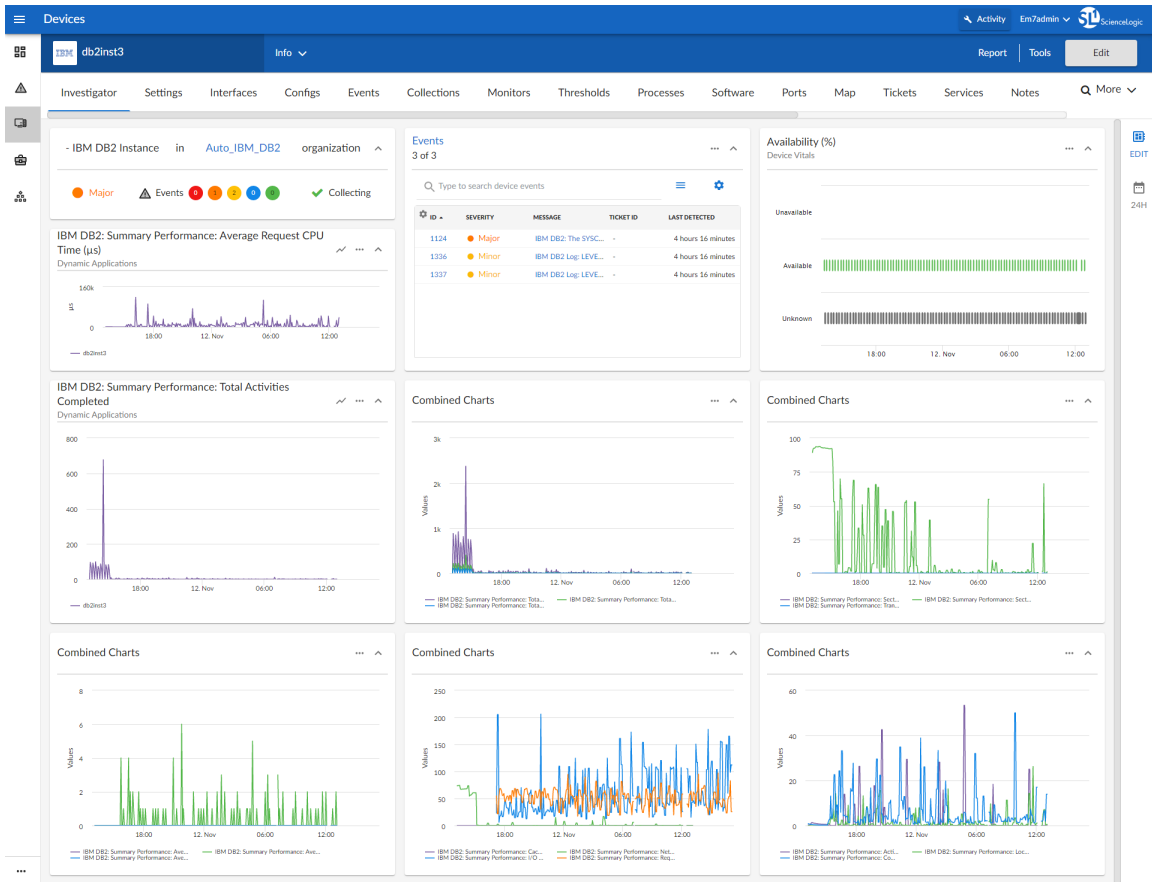 Devices
Activity
Em7admin
SL1 ScienceLogic
IBM
db2inst3
Info
Report
Tools
Edit
Investigator
Settings
Interfaces
Configs
Events
Collections
Monitors
Thresholds
Processes
Software
Ports
Map
Tickets
Services
Notes
More
- IBM DB2 Instance in Auto_IBM_DB2 organization
Major
Events 0 1 2 0 0
Collecting
Events
3 of 3
Type to search device events
ID SEVERITY MESSAGE TICKET ID LAST DETECTED
1124 Major IBM DB2: The SYSC... - 4 hours 16 minutes
1336 Minor IBM DB2 Log: LEVE... - 4 hours 16 minutes
1337 Minor IBM DB2 Log: LEVE... - 4 hours 16 minutes
Availability (%)
Device Vitals
Unavailable
Available
Unknown
18:00 12. Nov 06:00 12:00
EDIT
24H
IBM DB2: Summary Performance: Average Request CPU
Time (µs)
Dynamic Applications
160k
µs
0
18:00 12. Nov 06:00 12:00
db2inst3
IBM DB2: Summary Performance: Total Activities
Completed
Dynamic Applications
800
600
400
200
0
18:00 12. Nov 06:00 12:00
db2inst3
Combined Charts
3k
2k
Values
1k
0
18:00 12. Nov 06:00 12:00
IBM DB2: Summary Performance: Tota... IBM DB2: Summary Performance: Tota...
IBM DB2: Summary Performance: Tota...
Combined Charts
100
75
Values
50
25
0
18:00 12. Nov 06:00 12:00
IBM DB2: Summary Performance: Sect... IBM DB2: Summary Performance: Sect...
IBM DB2: Summary Performance: Tran...
Combined Charts
8
6
Values
4
2
0
18:00 12. Nov 06:00 12:00
IBM DB2: Summary Performance: Ave... IBM DB2: Summary Performance: Ave...
IBM DB2: Summary Performance: Ave...
Combined Charts
250
200
150
Values
100
50
0
18:00 12. Nov 06:00 12:00
IBM DB2: Summary Performance: Cac... IBM DB2: Summary Performance: Net...
IBM DB2: Summary Performance: I/O ... IBM DB2: Summary Performance: Req...
Combined Charts
60
40
Values
20
0
18:00 12. Nov 06:00 12:00
IBM DB2: Summary Performance: Acti... IBM DB2: Summary Performance: Loc...
IBM DB2: Summary Performance: Co...